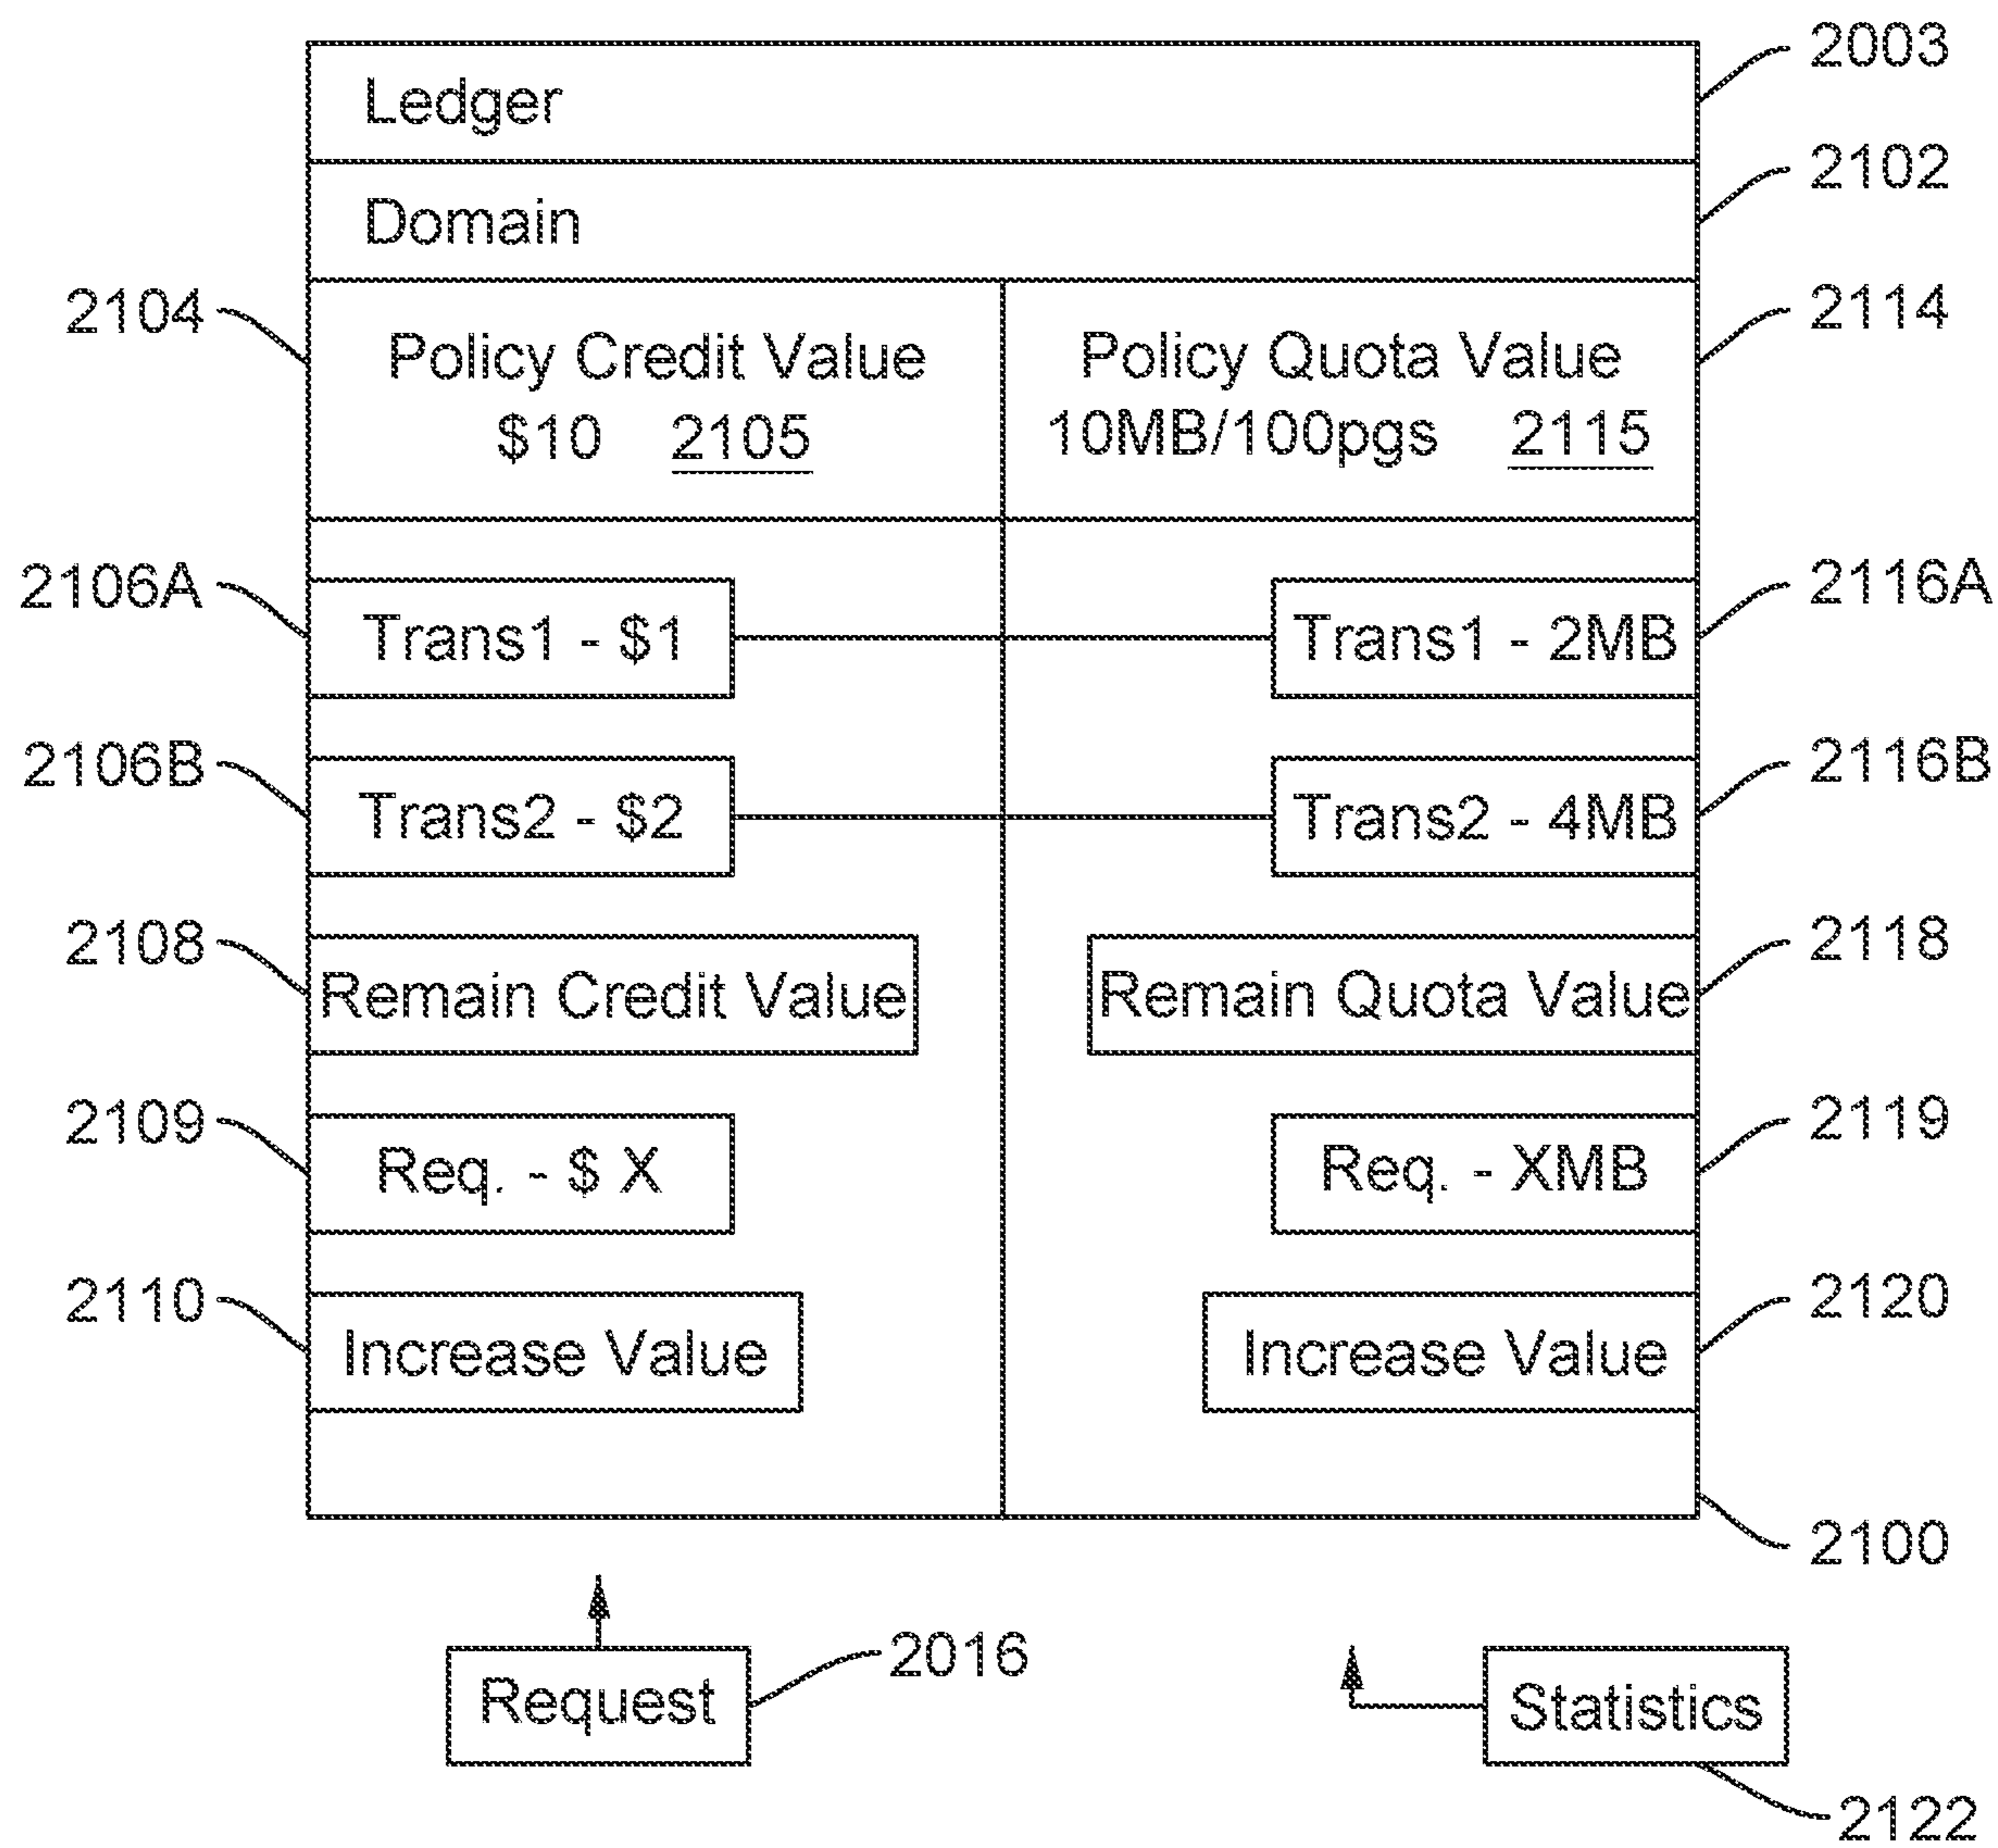 2003
Ledger
2102
Domain
2104
Policy Credit Value
$10 2105
Policy Quota Value
10MB/100pgs 2115
2114
2106A
Trans1 - $1
Trans1 - 2MB
2116A
2106B
Trans2 - $2
Trans2 - 4MB
2116B
2108
Remain Credit Value
Remain Quota Value
2118
2109
Req. - $ X
Req. - XMB
2119
2110
Increase Value
Increase Value
2120
2100
Request
2016
Statistics
2122